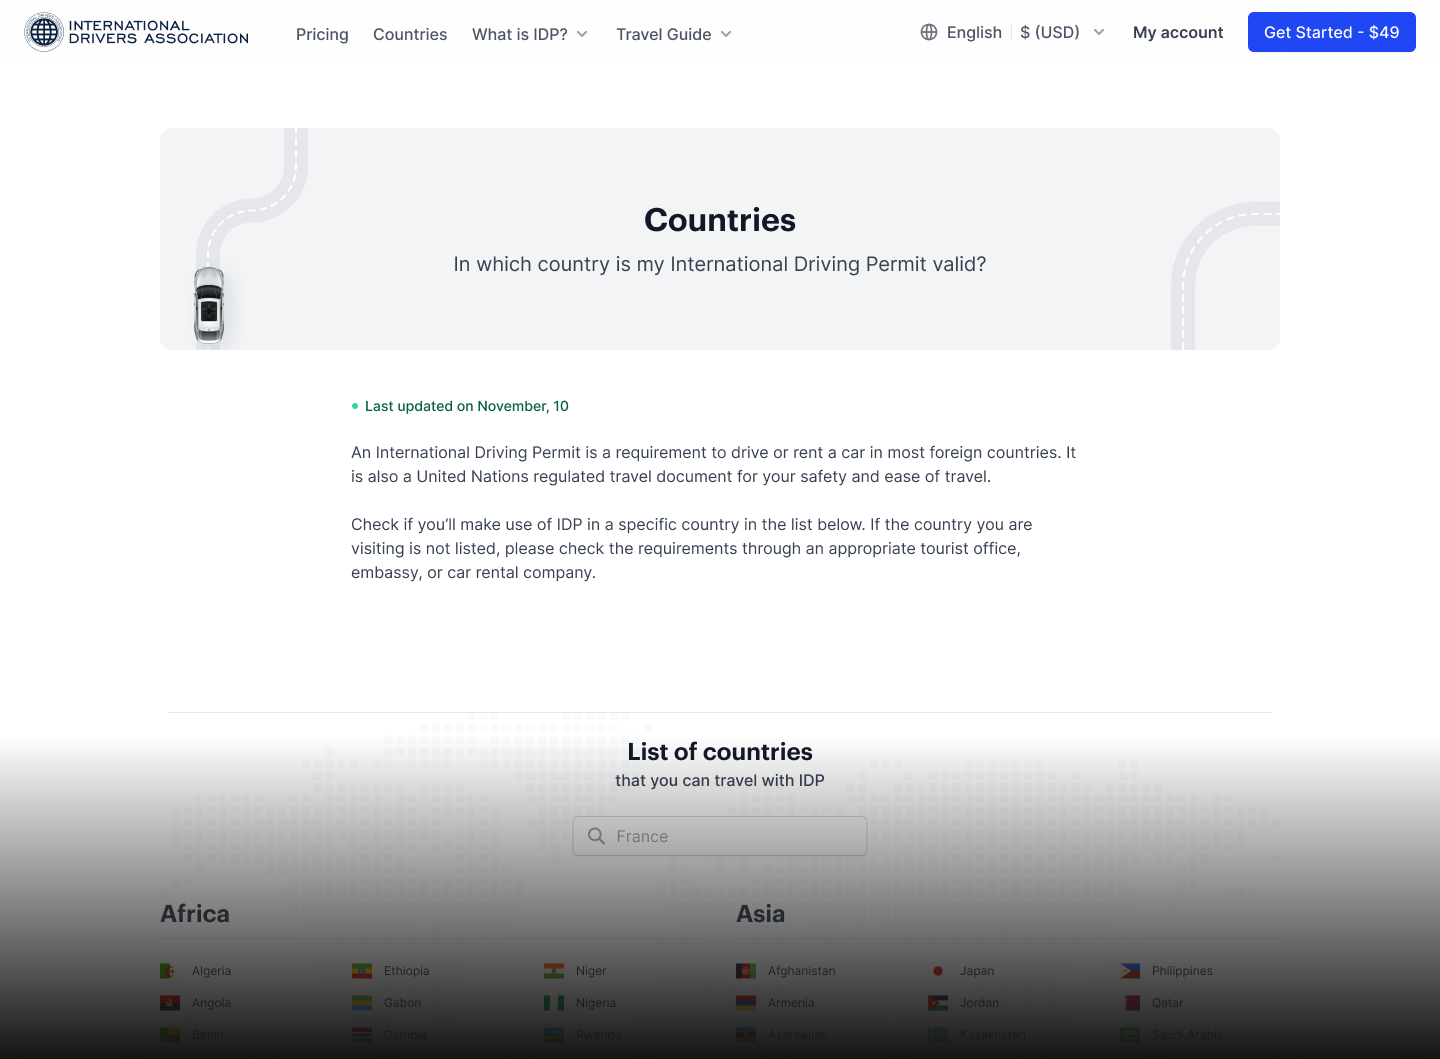 INTERNATIONAL
DRIVERS ASSOCIATION
Pricing
Countries
What is IDP?
Travel Guide
English
$ (USD)
My account
Get Started - $49
Countries
In which country is my International Driving Permit valid?
Last updated on November, 10
An International Driving Permit is a requirement to drive or rent a car in most foreign countries. It
is also a United Nations regulated travel document for your safety and ease of travel.
Check if you’ll make use of IDP in a specific country in the list below. If the country you are
visiting is not listed, please check the requirements through an appropriate tourist office,
embassy, or car rental company.
List of countries
that you can travel with IDP
France
Africa
Asia
Algeria
Ethiopia
Niger
Afghanistan
Japan
Philippines
Angola
Gabon
Nigeria
Armenia
Jordan
Qatar
Benin
Gambia
Rwanda
Azerbaijan
Kazakhstan
Saudi Arabia